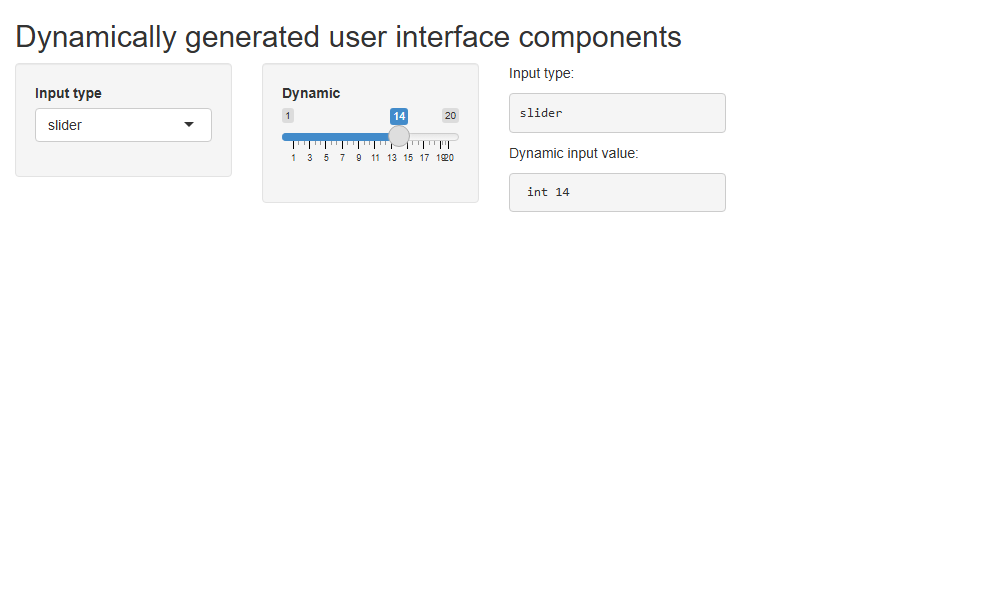 Dynamically generated user interface components
Input type
slider
Dynamic
1 14 20
1 3 5 7 9 11 13 15 17 19 20
Input type:
slider
Dynamic input value:
int 14